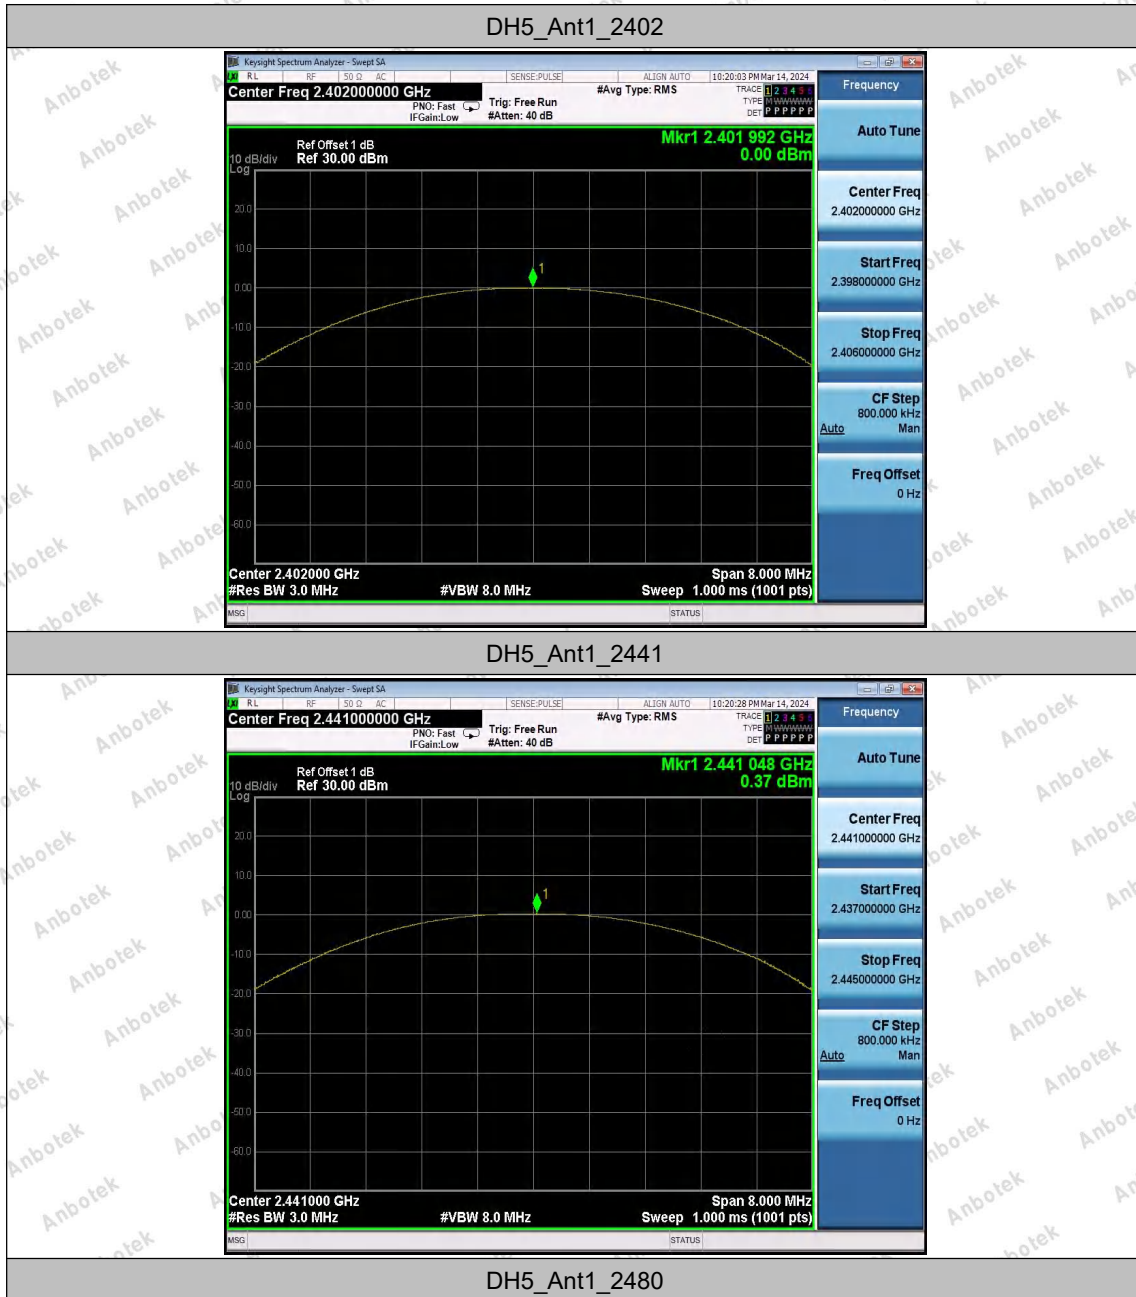 DH5_Ant1_2402
Keysight Spectrum Analyzer - Swept SA
RL RF 50 Ω AC SENSE:PULSE ALIGN AUTO 10:20:03 PM Mar 14, 2024
Center Freq 2.402000000 GHz #Avg Type: RMS TRACE 1 2 3 4 5 6
PNO: Fast Trig: Free Run TYPE M WWWWW
IFGain:Low #Atten: 40 dB DET P P P P P P
Mkr1 2.401 992 GHz
0.00 dBm
Ref Offset 1 dB
10 dB/div Ref 30.00 dBm
Log
20.0
10.0
1
0.00
-10.0
-20.0
-30.0
-40.0
-50.0
-60.0
Center 2.402000 GHz Span 8.000 MHz
#Res BW 3.0 MHz #VBW 8.0 MHz Sweep 1.000 ms (1001 pts)
MSG STATUS
Frequency
Auto Tune
Center Freq
2.402000000 GHz
Start Freq
2.398000000 GHz
Stop Freq
2.406000000 GHz
CF Step
800.000 kHz
Auto Man
Freq Offset
0 Hz
DH5_Ant1_2441
Keysight Spectrum Analyzer - Swept SA
RL RF 50 Ω AC SENSE:PULSE ALIGN AUTO 10:20:28 PM Mar 14, 2024
Center Freq 2.441000000 GHz #Avg Type: RMS TRACE 1 2 3 4 5 6
PNO: Fast Trig: Free Run TYPE M WWWWW
IFGain:Low #Atten: 40 dB DET P P P P P P
Mkr1 2.441 048 GHz
0.37 dBm
Ref Offset 1 dB
10 dB/div Ref 30.00 dBm
Log
20.0
10.0
1
0.00
-10.0
-20.0
-30.0
-40.0
-50.0
-60.0
Center 2.441000 GHz Span 8.000 MHz
#Res BW 3.0 MHz #VBW 8.0 MHz Sweep 1.000 ms (1001 pts)
MSG STATUS
Frequency
Auto Tune
Center Freq
2.441000000 GHz
Start Freq
2.437000000 GHz
Stop Freq
2.445000000 GHz
CF Step
800.000 kHz
Auto Man
Freq Offset
0 Hz
DH5_Ant1_2480
Anbotek